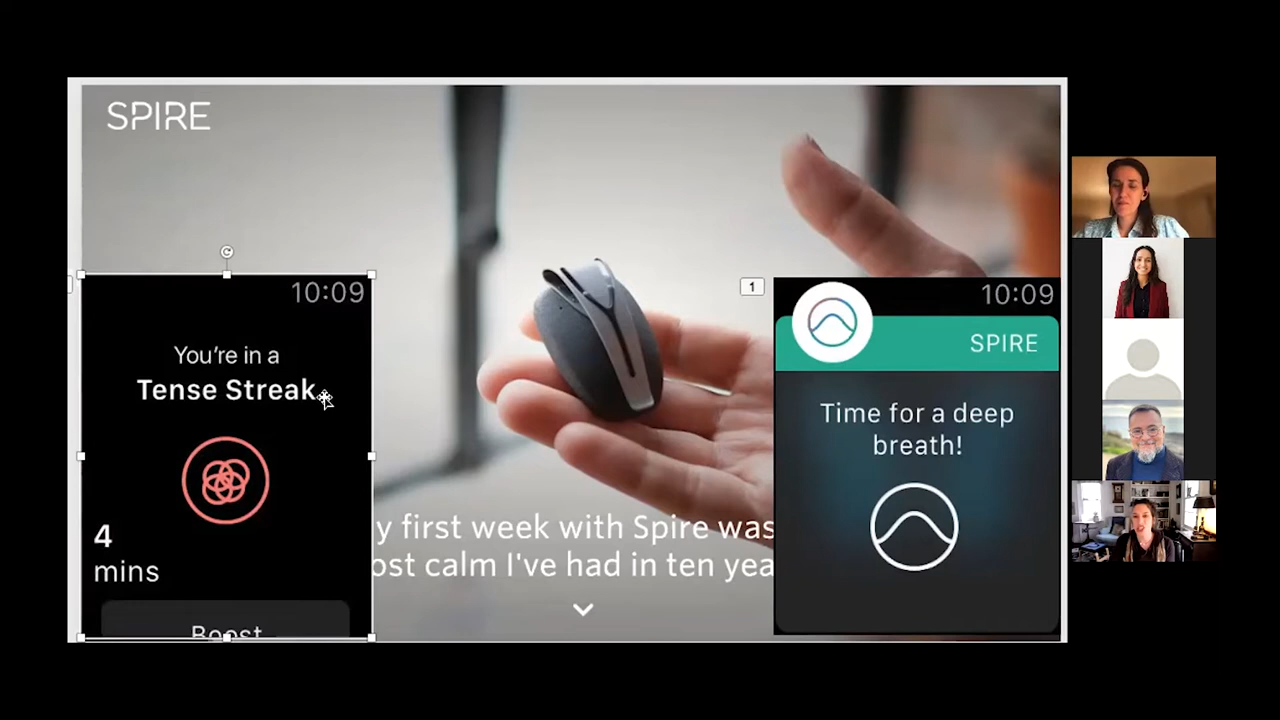 SPIRE
10:09
You're in a
Tense Streak
4
mins
Boost
y first week with Spire was
ost calm I've had in ten yea
1
10:09
SPIRE
Time for a deep
breath!